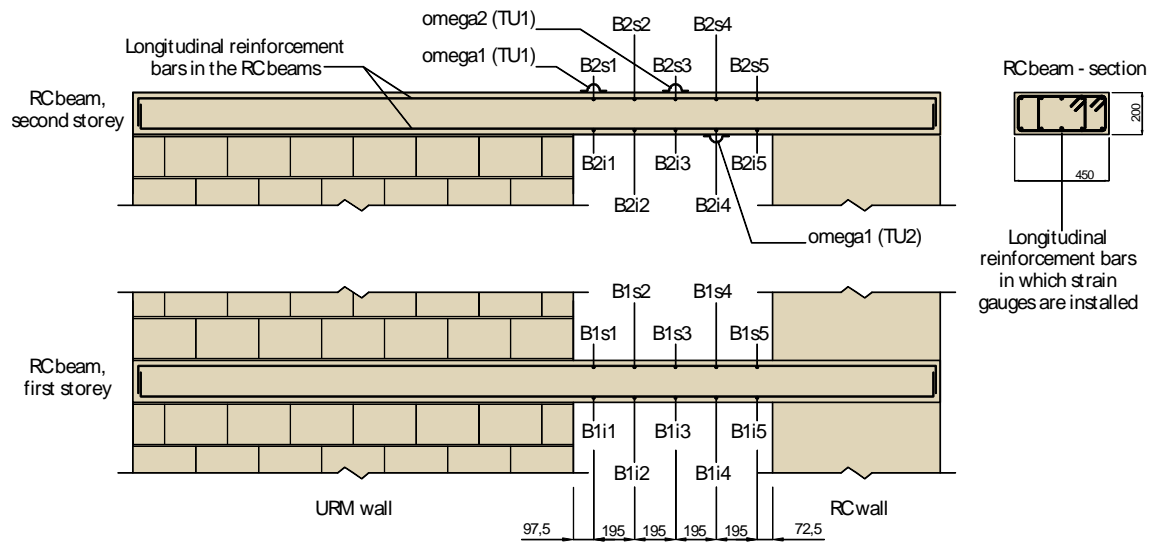 omega2 (TU1)
B2s2
B2s4
Longitudinal reinforcement
bars in the RC beams
omega1 (TU1)
B2s1
B2s3
B2s5
RC beam - section
RC beam,
second storey
200
450
B2i1
B2i3
B2i5
B2i2
B2i4
omega1 (TU2)
Longitudinal
reinforcement bars
in which strain
gauges are installed
B1s2
B1s4
B1s1
B1s3
B1s5
RC beam,
first storey
B1i1
B1i3
B1i5
B1i2
B1i4
URM wall
RC wall
97,5
195
195
195
195
72,5